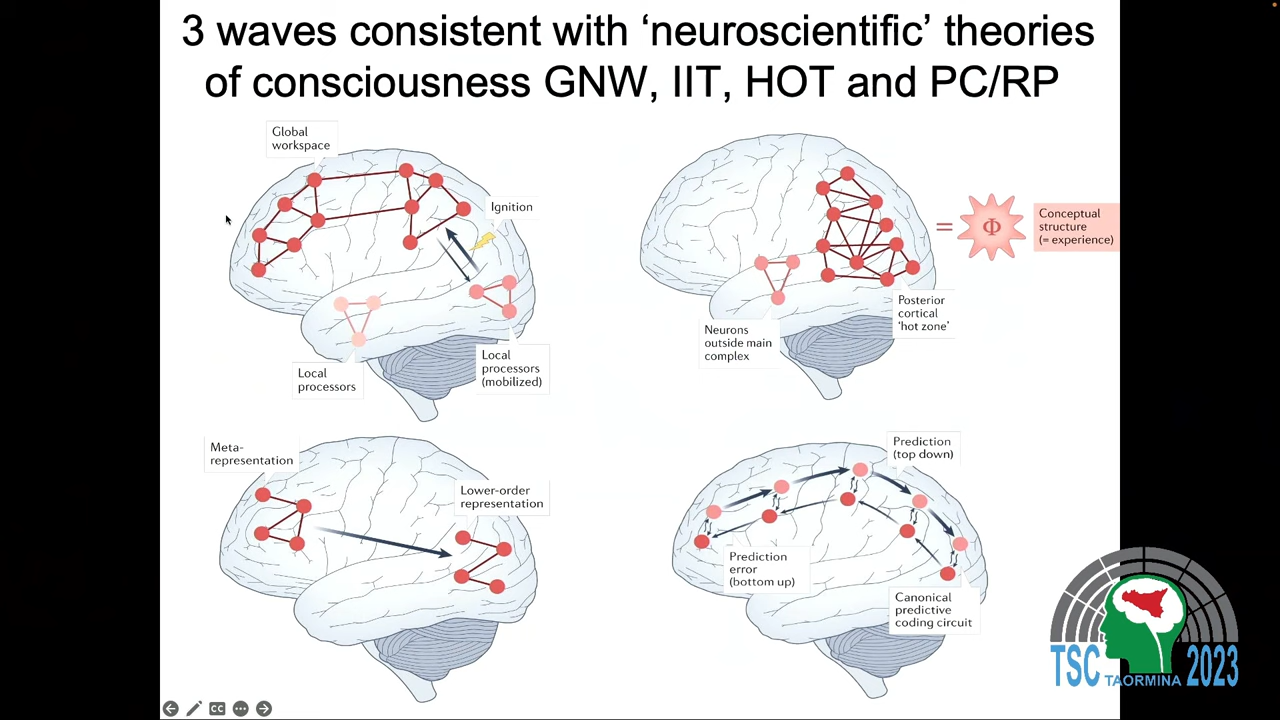 3 waves consistent with ‘neuroscientific’ theories
of consciousness GNW, IIT, HOT and PC/RP
Global
workspace
Ignition
Local
processors
Local
processors
(mobilized)
=
Φ
Conceptual
structure
(= experience)
Posterior
cortical
‘hot zone’
Neurons
outside main
complex
Meta-
representation
Lower-order
representation
Prediction
(top down)
Prediction
error
(bottom up)
Canonical
predictive
coding circuit
TSC TAORMINA 2023
CC